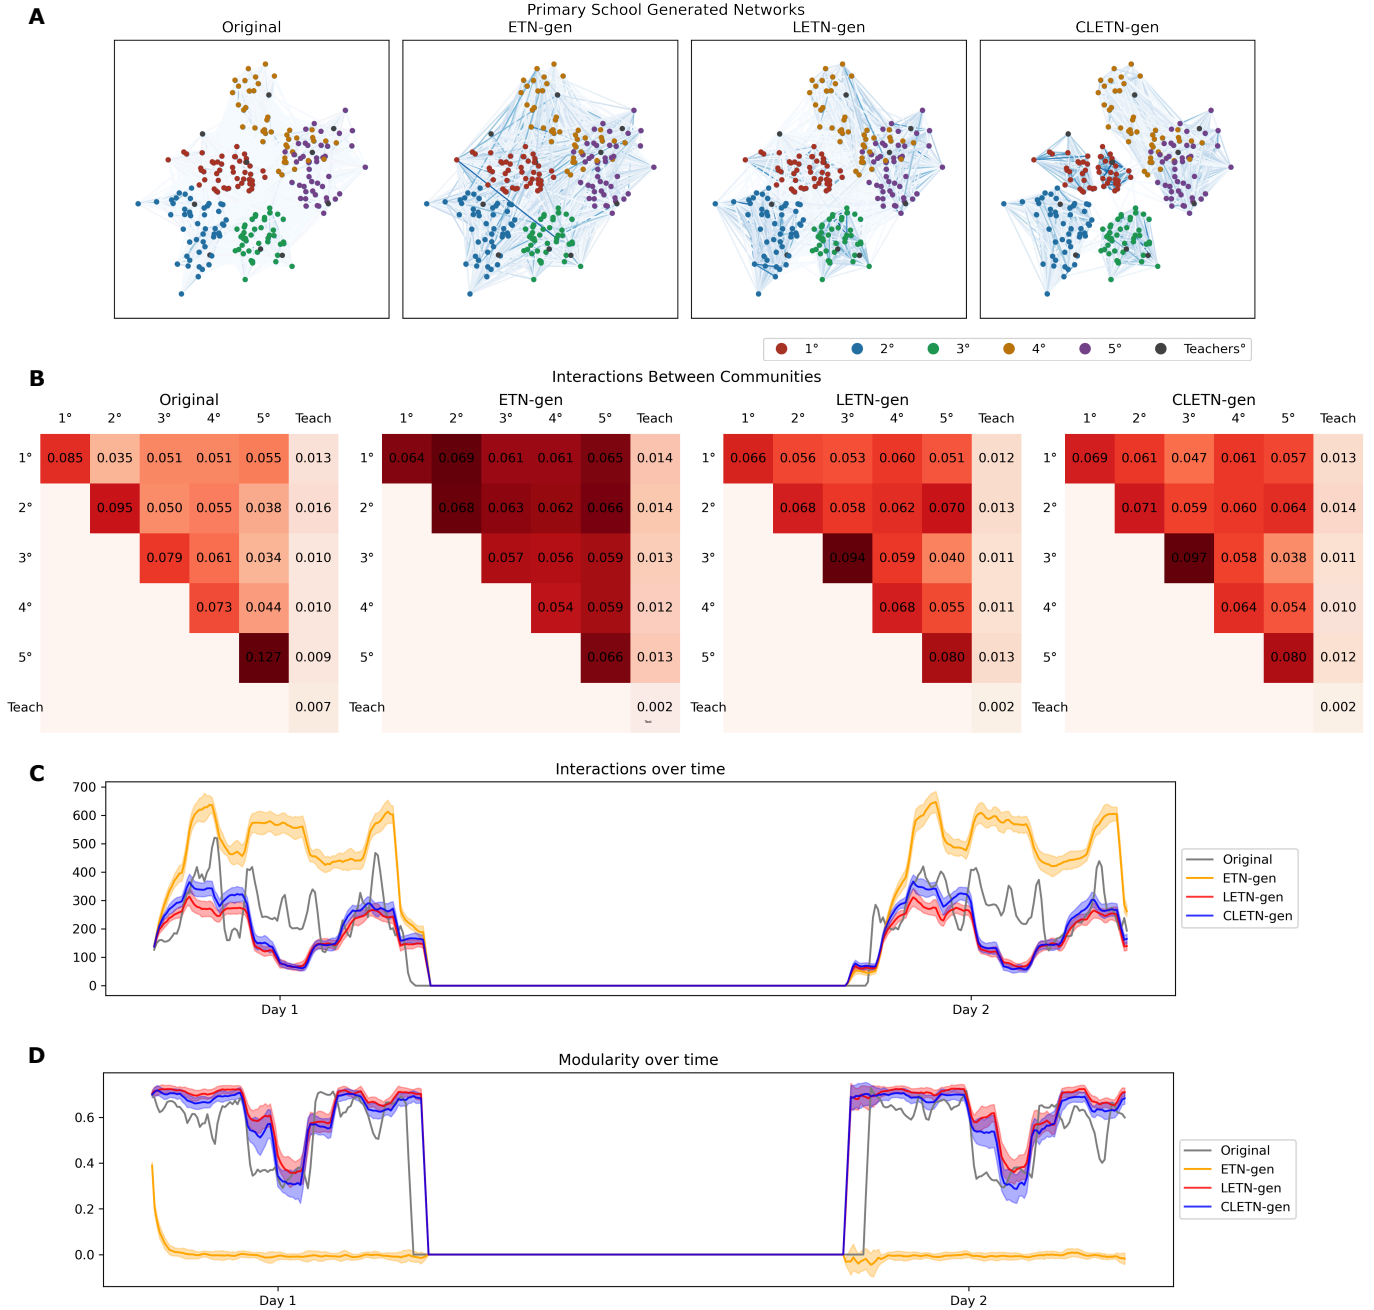 A
Primary School Generated Networks
Original
ETN-gen
LETN-gen
CLETN-gen
1° 2° 3° 4° 5° Teachers°
B
Interactions Between Communities
Original
1° 2° 3° 4° 5° Teach
1° 0.085 0.035 0.051 0.051 0.055 0.013
2° 0.095 0.050 0.055 0.038 0.016
3° 0.079 0.061 0.034 0.010
4° 0.073 0.044 0.010
5° 0.127 0.009
Teach 0.007
ETN-gen
1° 2° 3° 4° 5° Teach
1° 0.064 0.069 0.061 0.061 0.065 0.014
2° 0.068 0.063 0.062 0.066 0.014
3° 0.057 0.056 0.059 0.013
4° 0.054 0.059 0.012
5° 0.066 0.013
Teach 0.002
LETN-gen
1° 2° 3° 4° 5° Teach
1° 0.066 0.056 0.053 0.060 0.051 0.012
2° 0.068 0.058 0.062 0.070 0.013
3° 0.094 0.059 0.040 0.011
4° 0.068 0.055 0.011
5° 0.080 0.013
Teach 0.002
CLETN-gen
1° 2° 3° 4° 5° Teach
1° 0.069 0.061 0.047 0.061 0.057 0.013
2° 0.071 0.059 0.060 0.064 0.014
3° 0.097 0.058 0.038 0.011
4° 0.064 0.054 0.010
5° 0.080 0.012
Teach 0.002
C
Interactions over time
700
600
500
400
300
200
100
0
Day 1
Day 2
Original
ETN-gen
LETN-gen
CLETN-gen
D
Modularity over time
0.6
0.4
0.2
0.0
Day 1
Day 2
Original
ETN-gen
LETN-gen
CLETN-gen